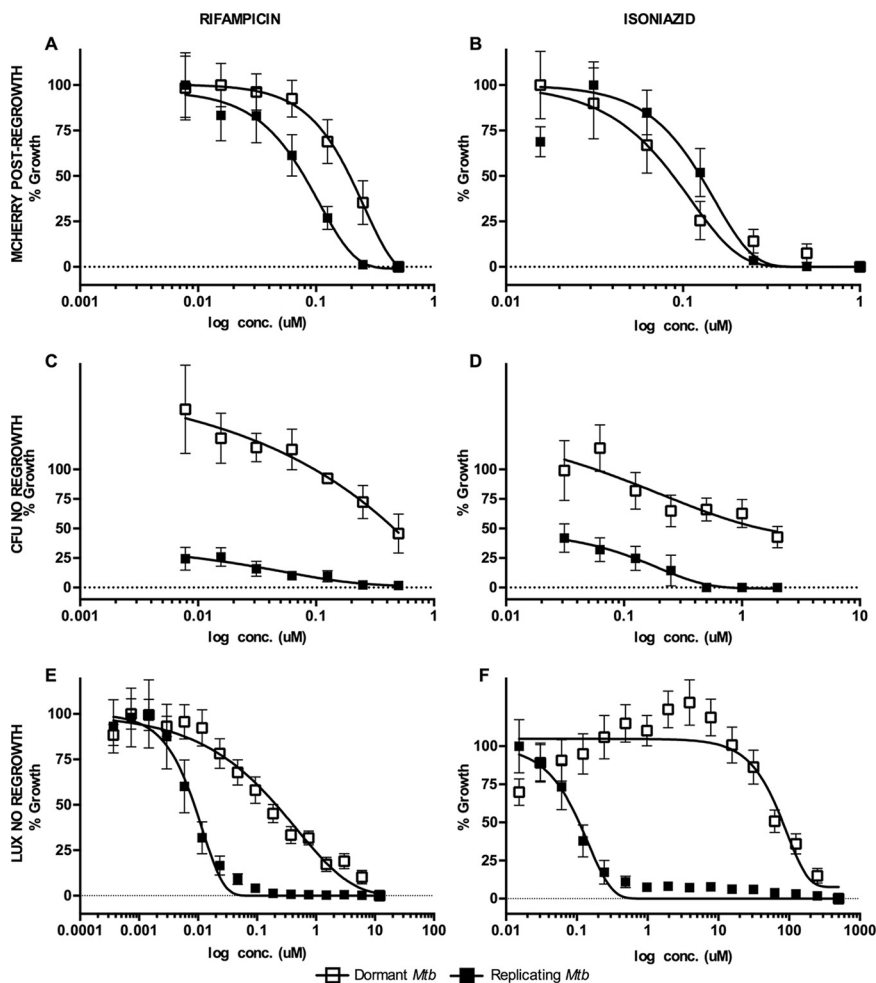 RIFAMPICIN
ISONIAZID
A
MCHERRY POST-REGROWTH
% Growth
100
75
50
25
0
0.001
0.01
0.1
1
log conc. (uM)
B
% Growth
100
75
50
25
0
0.01
0.1
1
log conc. (uM)
C
CFU NO REGROWTH
% Growth
100
75
50
25
0
0.001
0.01
0.1
1
log conc. (uM)
D
% Growth
100
75
50
25
0
0.01
0.1
1
10
log conc. (uM)
E
LUX NO REGROWTH
% Growth
100
75
50
25
0
0.0001
0.001
0.01
0.1
1
10
100
log conc. (uM)
F
% Growth
100
75
50
25
0
0.01
0.1
1
10
100
1000
log conc. (uM)
Dormant Mtb
Replicating Mtb